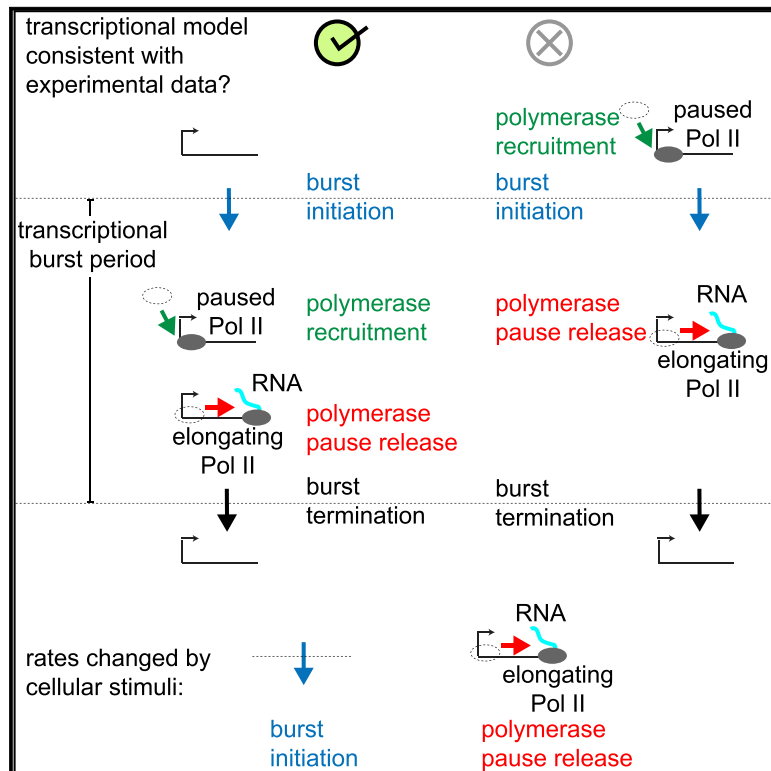 transcriptional model
consistent with
experimental data?
polymerase
recruitment
paused
Pol II
burst
initiation
burst
initiation
transcriptional
burst period
paused
Pol II
polymerase
recruitment
polymerase
pause release
RNA
elongating
Pol II
RNA
elongating
Pol II
polymerase
pause release
burst
termination
burst
termination
rates changed by
cellular stimuli:
RNA
elongating
Pol II
burst
initiation
polymerase
pause release